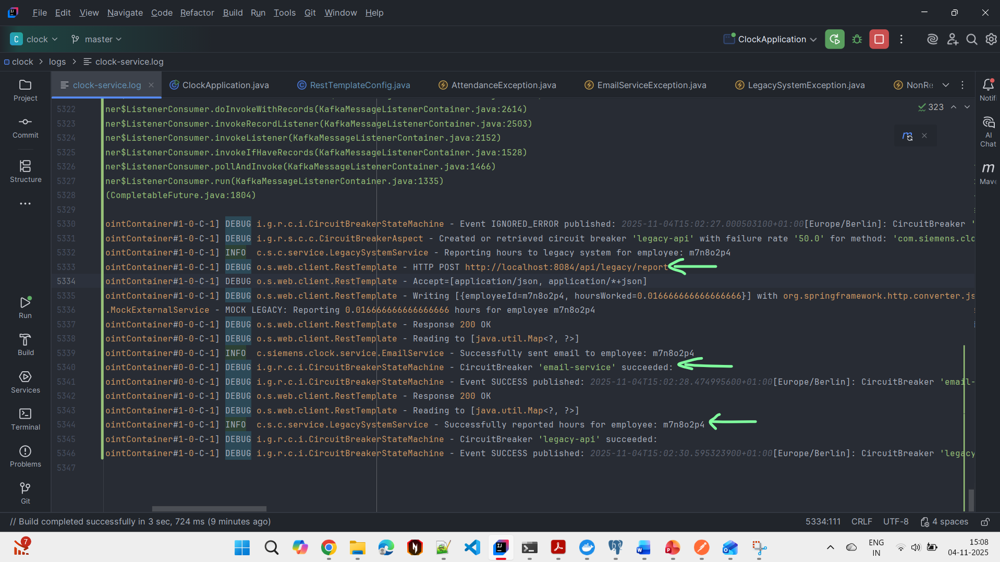 File Edit View Navigate Code Refactor Build Run Tools Git Window Help
C clock master ClockApplication
clock > logs > clock-service.log
clock-service.log ClockApplication.java RestTemplateConfig.java AttendanceException.java EmailServiceException.java LegacySystemException.java NonRe
Project
Commit
Structure
Run
Build
Services
Terminal
Problems
Git
323
5322 ner$ListenerConsumer.doInvokeWithRecords(KafkaMessageListenerContainer.java:2614)
5323 ner$ListenerConsumer.invokeRecordListener(KafkaMessageListenerContainer.java:2503)
5324 ner$ListenerConsumer.invokeListener(KafkaMessageListenerContainer.java:2152)
5325 ner$ListenerConsumer.invokeIfHaveRecords(KafkaMessageListenerContainer.java:1528)
5326 ner$ListenerConsumer.pollAndInvoke(KafkaMessageListenerContainer.java:1466)
5327 ner$ListenerConsumer.run(KafkaMessageListenerContainer.java:1335)
5328 (CompletableFuture.java:1804)
5329
5330 ointContainer#1-0-C-1] DEBUG i.g.r.c.i.CircuitBreakerStateMachine - Event IGNORED_ERROR published: 2025-11-04T15:02:27.000503100+01:00[Europe/Berlin]: CircuitBreaker '
5331 ointContainer#1-0-C-1] DEBUG i.g.r.s.c.c.CircuitBreakerAspect - Created or retrieved circuit breaker 'legacy-api' with failure rate '50.0' for method: 'com.siemens.clo
5332 ointContainer#1-0-C-1] INFO c.s.c.service.LegacySystemService - Reporting hours to legacy system for employee: m7n8o2p4
5333 ointContainer#1-0-C-1] DEBUG o.s.web.client.RestTemplate - HTTP POST http://localhost:8084/api/legacy/report
5334 ointContainer#1-0-C-1] DEBUG o.s.web.client.RestTemplate - Accept=[application/json, application/*+json]
5335 ointContainer#1-0-C-1] DEBUG o.s.web.client.RestTemplate - Writing [{employeeId=m7n8o2p4, hoursWorked=0.016666666666666666}] with org.springframework.http.converter.js
5336 .MockExternalService - MOCK LEGACY: Reporting 0.016666666666666666 hours for employee m7n8o2p4
5337 ointContainer#0-0-C-1] DEBUG o.s.web.client.RestTemplate - Response 200 OK
5338 ointContainer#0-0-C-1] DEBUG o.s.web.client.RestTemplate - Reading to [java.util.Map<?, ?>]
5339 ointContainer#0-0-C-1] INFO c.siemens.clock.service.EmailService - Successfully sent email to employee: m7n8o2p4
5340 ointContainer#0-0-C-1] DEBUG i.g.r.c.i.CircuitBreakerStateMachine - CircuitBreaker 'email-service' succeeded:
5341 ointContainer#0-0-C-1] DEBUG i.g.r.c.i.CircuitBreakerStateMachine - Event SUCCESS published: 2025-11-04T15:02:28.474995600+01:00[Europe/Berlin]: CircuitBreaker 'email-
5342 ointContainer#1-0-C-1] DEBUG o.s.web.client.RestTemplate - Response 200 OK
5343 ointContainer#1-0-C-1] DEBUG o.s.web.client.RestTemplate - Reading to [java.util.Map<?, ?>]
5344 ointContainer#1-0-C-1] INFO c.s.c.service.LegacySystemService - Successfully reported hours for employee: m7n8o2p4
5345 ointContainer#1-0-C-1] DEBUG i.g.r.c.i.CircuitBreakerStateMachine - CircuitBreaker 'legacy-api' succeeded:
5346 ointContainer#1-0-C-1] DEBUG i.g.r.c.i.CircuitBreakerStateMachine - Event SUCCESS published: 2025-11-04T15:02:30.595323900+01:00[Europe/Berlin]: CircuitBreaker 'legacy
5347
Notifi
AI
Chat
m
Mave
// Build completed successfully in 3 sec, 724 ms (9 minutes ago) 5334:111 CRLF UTF-8 4 spaces
7
ENG
IN
15:08
04-11-2025